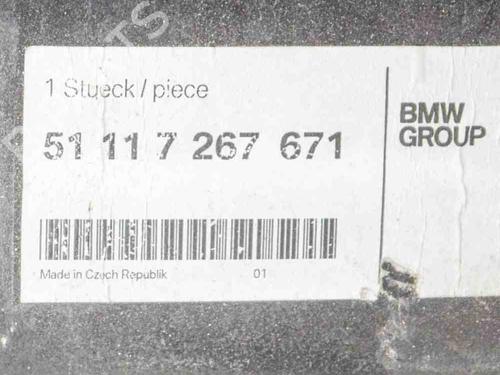 1 Stueck / piece
51 11 7 267 671
BMW
GROUP
Made in Czech Republik 01